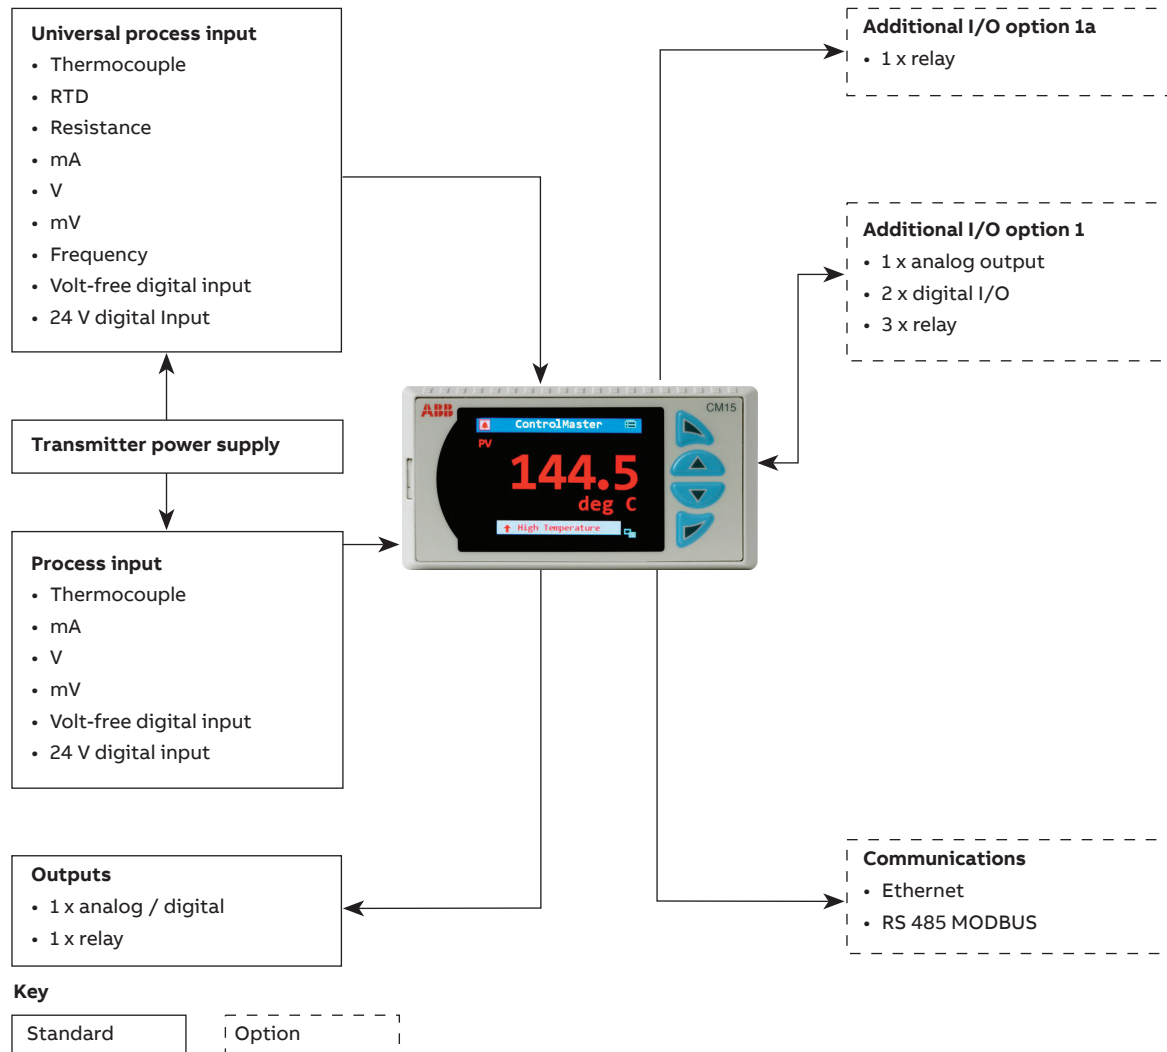 Universal process input
• Thermocouple
• RTD
• Resistance
• mA
• V
• mV
• Frequency
• Volt-free digital input
• 24 V digital Input
Transmitter power supply
Process input
• Thermocouple
• mA
• V
• mV
• Volt-free digital input
• 24 V digital input
Outputs
• 1 x analog / digital
• 1 x relay
ABB
CM15
ControlMaster
PV
144.5
deg C
High Temperature
Additional I/O option 1a
• 1 x relay
Additional I/O option 1
• 1 x analog output
• 2 x digital I/O
• 3 x relay
Communications
• Ethernet
• RS 485 MODBUS
Key
Standard
Option